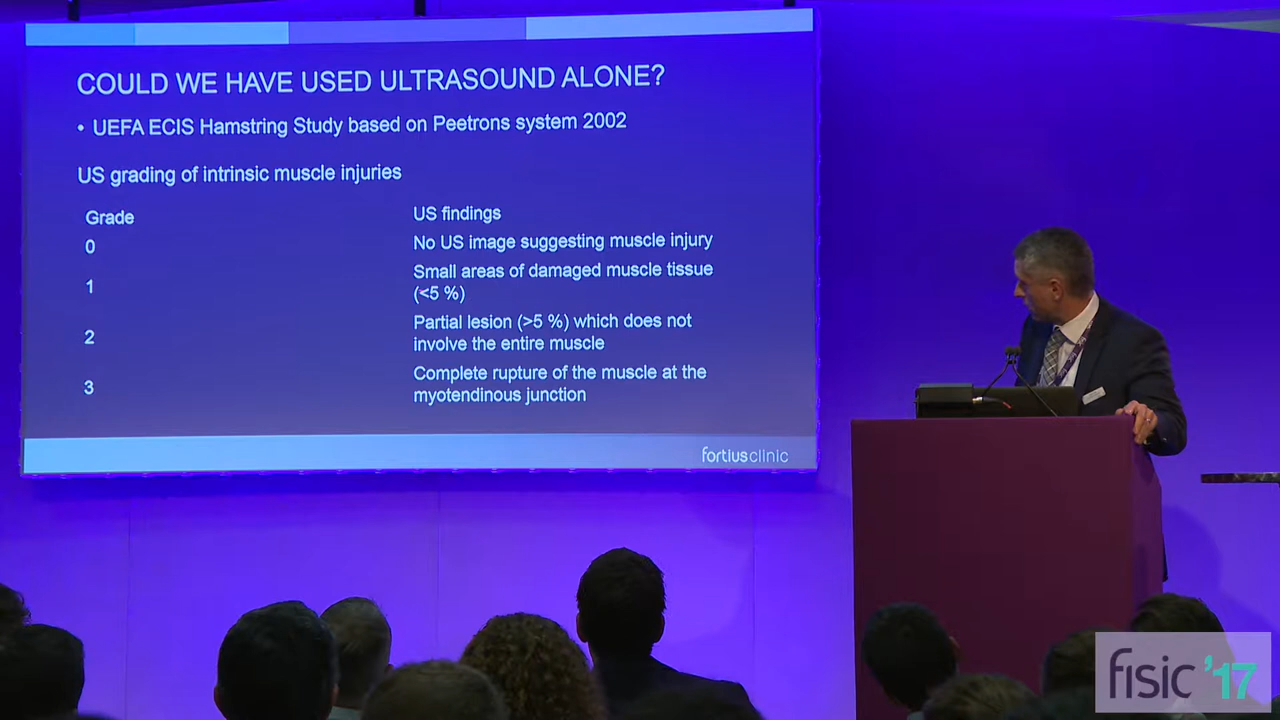 COULD WE HAVE USED ULTRASOUND ALONE?
• UEFA ECIS Hamstring Study based on Peetrons system 2002
US grading of intrinsic muscle injuries
Grade US findings
0 No US image suggesting muscle injury
1 Small areas of damaged muscle tissue
(<5 %)
2 Partial lesion (>5 %) which does not
involve the entire muscle
3 Complete rupture of the muscle at the
myotendinous junction
fortiusclinic
fisic '17